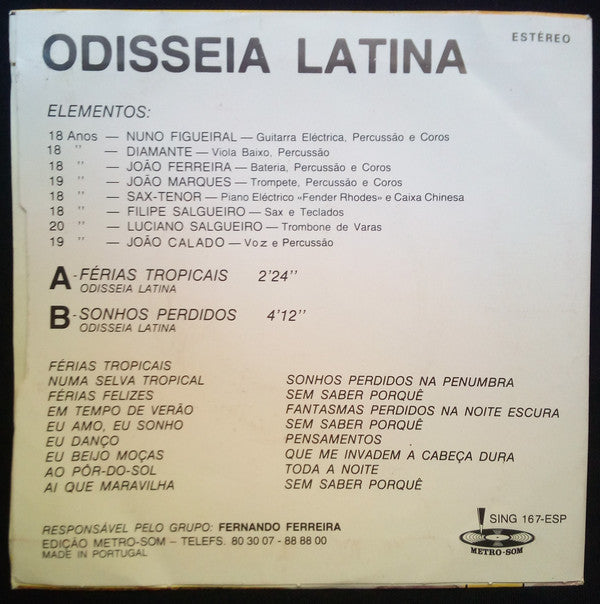 ODISSEIA LATINA
ESTÉREO
ELEMENTOS:
18 Anos — NUNO FIGUEIRAL — Guitarra Eléctrica, Percussão e Coros
18 " — DIAMANTE — Viola Baixo, Percussão
18 " — JOÃO FERREIRA — Bateria, Percussão e Coros
19 " — JOÃO MARQUES — Trompete, Percussão e Coros
18 " — SAX-TENOR — Piano Eléctrico «Fender Rhodes» e Caixa Chinesa
18 " — FILIPE SALGUEIRO — Sax e Teclados
20 " — LUCIANO SALGUEIRO — Trombone de Varas
19 " — JOÃO CALADO — Voz e Percussão
A - FÉRIAS TROPICAIS 2'24''
ODISSEIA LATINA
B - SONHOS PERDIDOS 4'12''
ODISSEIA LATINA
FÉRIAS TROPICAIS
NUMA SELVA TROPICAL
FÉRIAS FELIZES
EM TEMPO DE VERÃO
EU AMO, EU SONHO
EU DANÇO
EU BEIJO MOÇAS
AO PÔR-DO-SOL
AI QUE MARAVILHA
SONHOS PERDIDOS NA PENUMBRA
SEM SABER PORQUÊ
FANTASMAS PERDIDOS NA NOITE ESCURA
SEM SABER PORQUÊ
PENSAMENTOS
QUE ME INVADEM À CABEÇA DURA
TODA A NOITE
SEM SABER PORQUÊ
RESPONSÁVEL PELO GRUPO: FERNANDO FERREIRA
EDIÇÃO METRO-SOM — TELEFS. 80 30 07 - 88 88 00
MADE IN PORTUGAL
SING 167-ESP
METRO-SOM